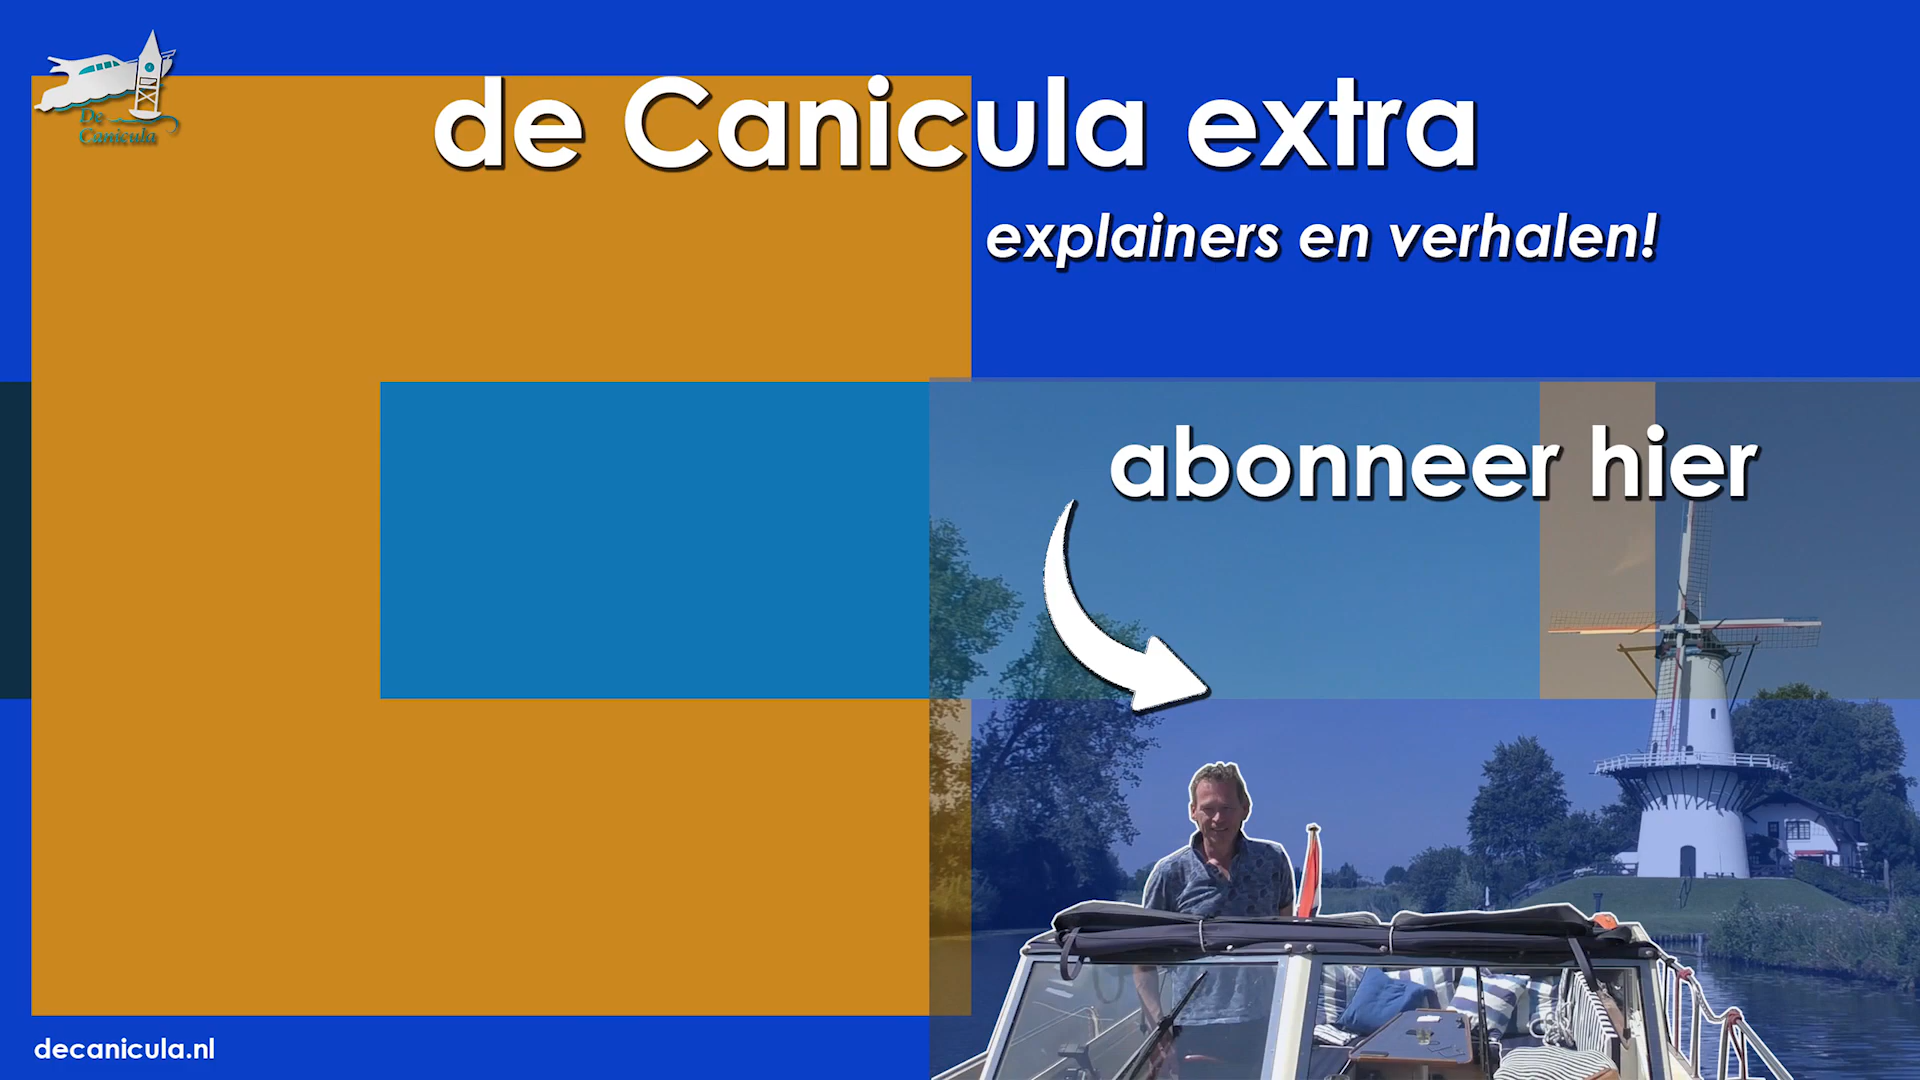 De
Canicula
de Canicula extra
explainers en verhalen!
abonneer hier
decanicula.nl